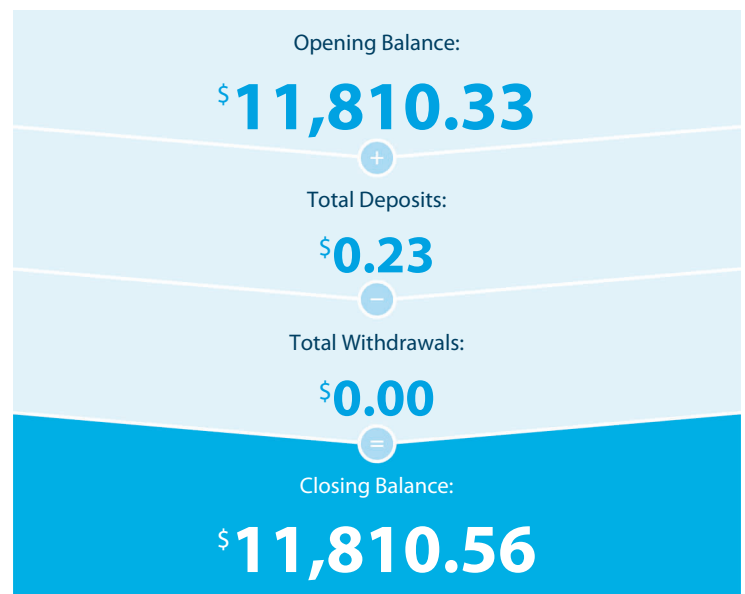 Opening Balance:
$11,810.33
+
Total Deposits:
$0.23
−
Total Withdrawals:
$0.00
=
Closing Balance:
$11,810.56